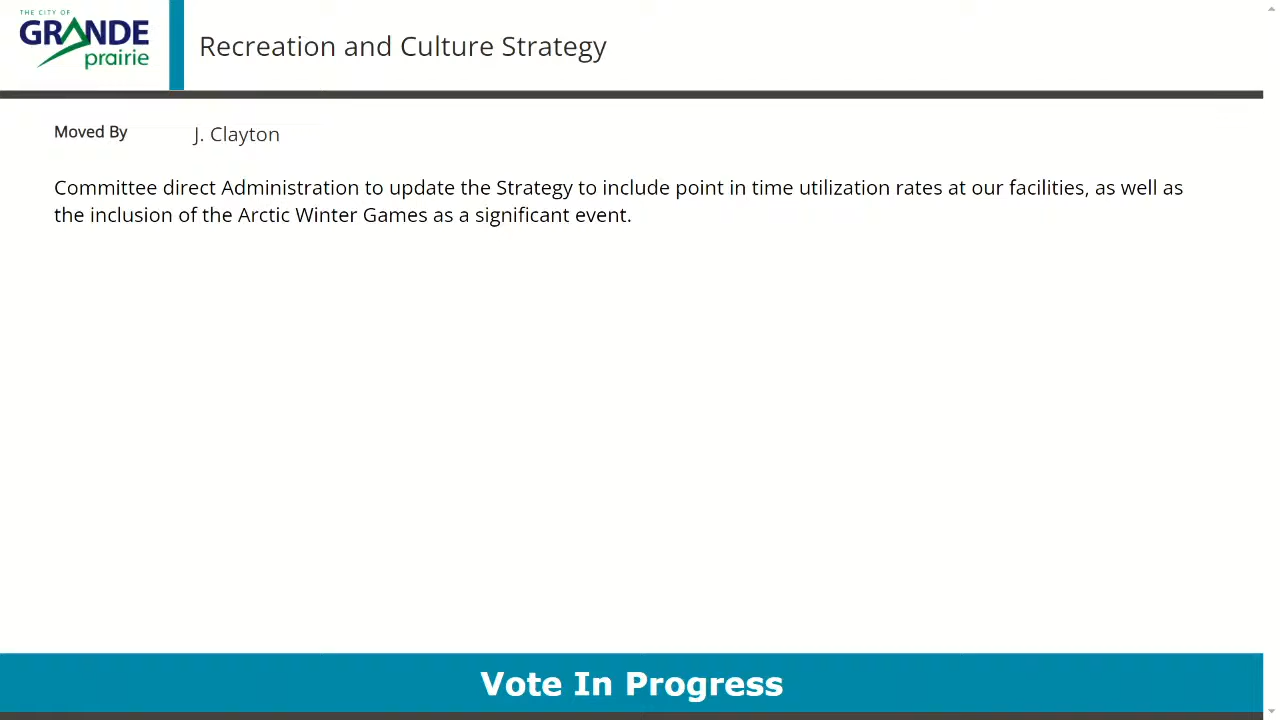 THE CITY OF
GRANDE
prairie
Recreation and Culture Strategy
Moved By
J. Clayton
Committee direct Administration to update the Strategy to include point in time utilization rates at our facilities, as well as
the inclusion of the Arctic Winter Games as a significant event.
Vote In Progress